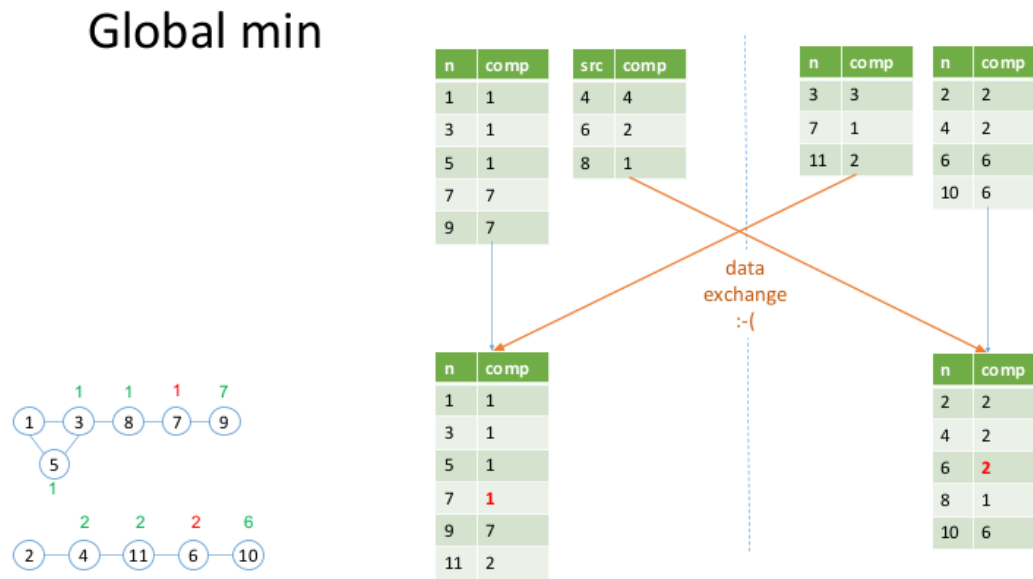 Global min
n comp
1 1
3 1
5 1
7 7
9 7
src comp
4 4
6 2
8 1
n comp
3 3
7 1
11 2
n comp
2 2
4 2
6 6
10 6
data
exchange
:-(
n comp
1 1
3 1
5 1
7 1
9 7
11 2
n comp
2 2
4 2
6 2
8 1
10 6
1 1 1 7
1 3 8 7 9
5
1
2 2 2 6
2 4 11 6 10